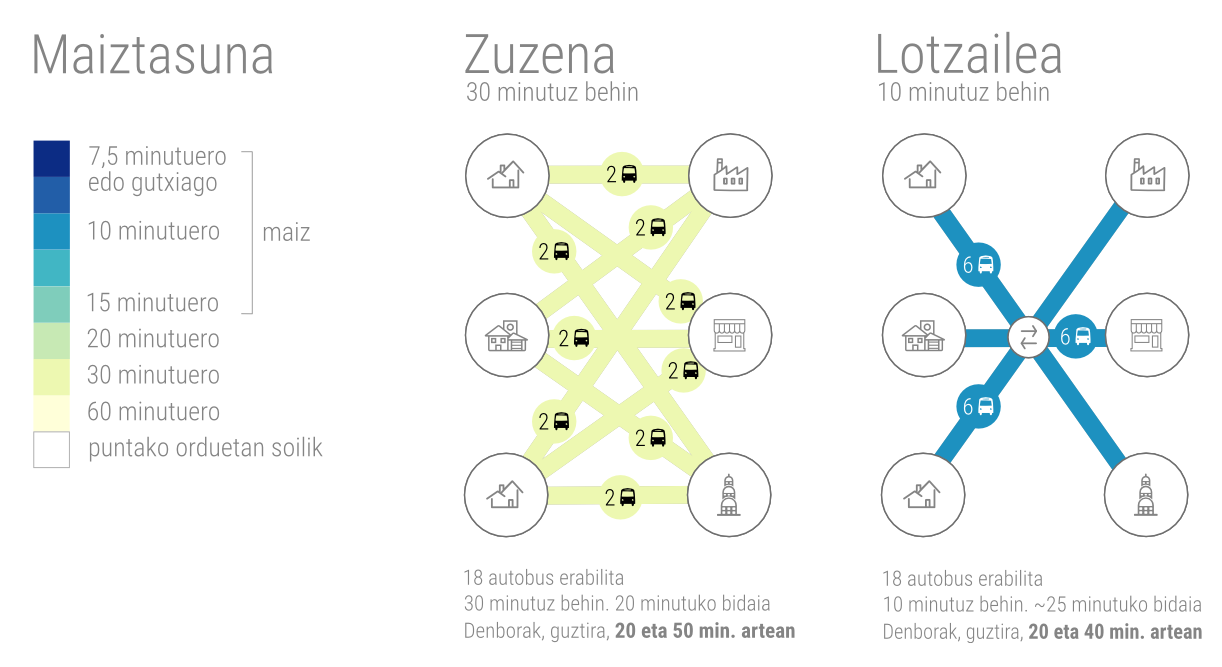 Maiztasuna
7,5 minutuero
edo gutxiago
10 minutuero
maiz
15 minutuero
20 minutuero
30 minutuero
60 minutuero
puntako orduetan soilik
Zuzena
30 minutuz behin
2
2
2
2
2
2
2
2
2
18 autobus erabilita
30 minutuz behin. 20 minutuko bidaia
Denborak, guztira, 20 eta 50 min. artean
Lotzailea
10 minutuz behin
6
6
6
18 autobus erabilita
10 minutuz behin. ~25 minutuko bidaia
Denborak, guztira, 20 eta 40 min. artean